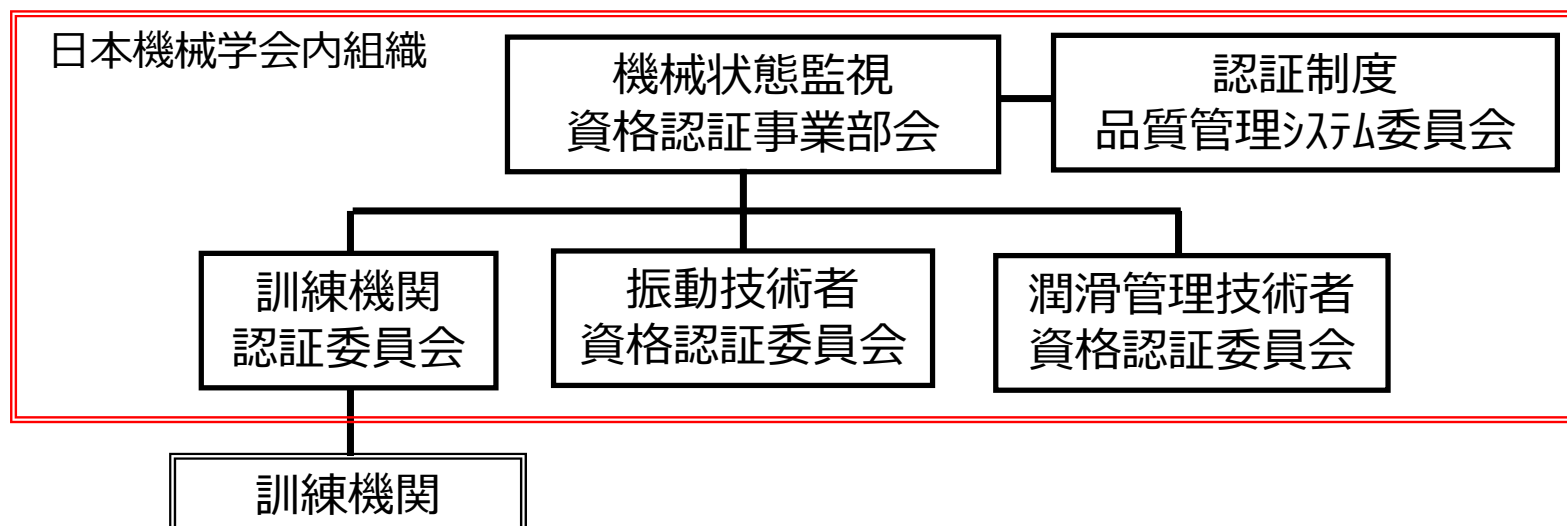 日本機械学会内組織
機械状態監視
資格認証事業部会
認証制度
品質管理ｼｽﾃﾑ委員会
訓練機関
認証委員会
振動技術者
資格認証委員会
潤滑管理技術者
資格認証委員会
訓練機関